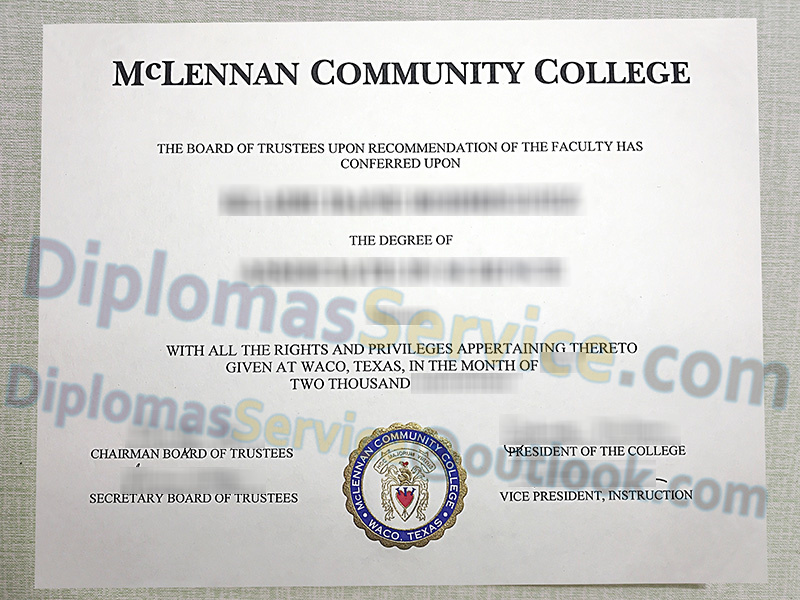 McLENNAN COMMUNITY COLLEGE
THE BOARD OF TRUSTEES UPON RECOMMENDATION OF THE FACULTY HAS
CONFERRED UPON
THE DEGREE OF
DiplomasService.com
WITH ALL THE RIGHTS AND PRIVILEGES APPERTAINING THERETO
GIVEN AT WACO, TEXAS, IN THE MONTH OF
TWO THOUSAND
DiplomasService@outlook.com
CHAIRMAN BOARD OF TRUSTEES
PRESIDENT OF THE COLLEGE
SECRETARY BOARD OF TRUSTEES
VICE PRESIDENT, INSTRUCTION
McLENNAN COMMUNITY COLLEGE
WACO, TEXAS